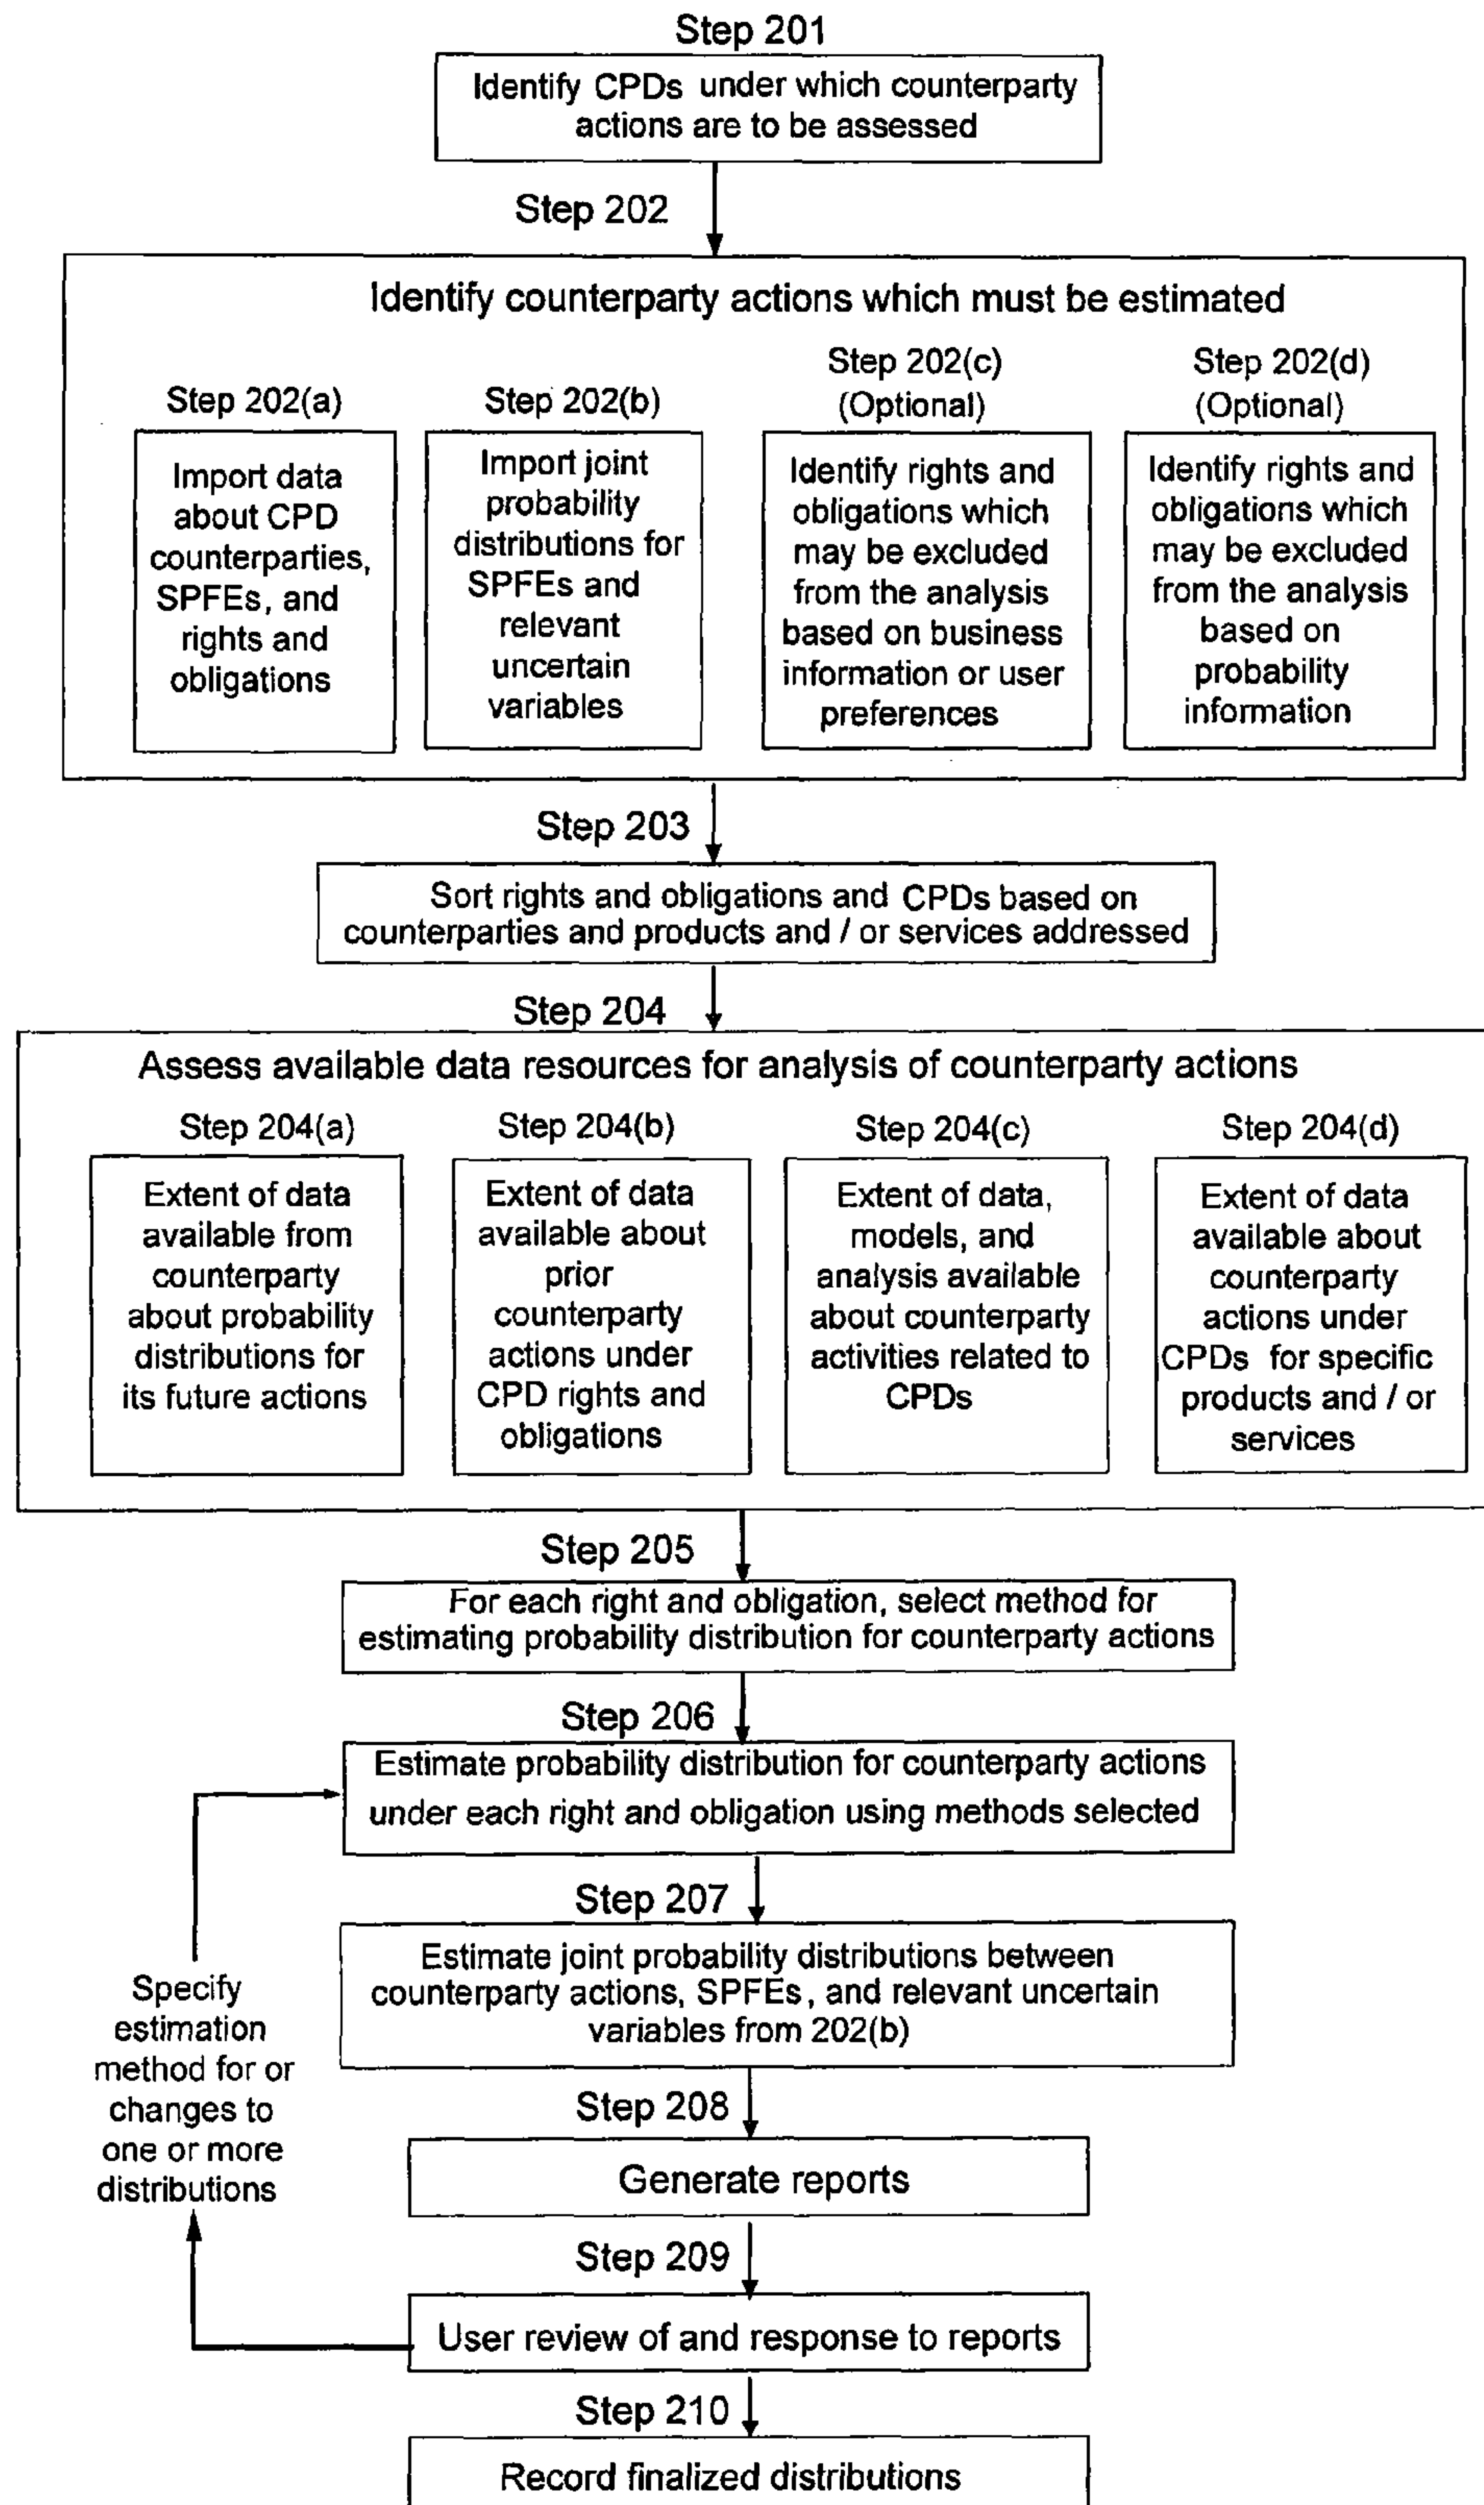 Step 201
Identify CPDs under which counterparty
actions are to be assessed
Step 202
Identify counterparty actions which must be estimated
Step 202(a)
Import data
about CPD
counterparties,
SPFEs, and
rights and
obligations
Step 202(b)
Import joint
probability
distributions for
SPFEs and
relevant
uncertain
variables
Step 202(c)
(Optional)
Identify rights and
obligations which
may be excluded
from the analysis
based on business
information or user
preferences
Step 202(d)
(Optional)
Identify rights and
obligations which
may be excluded
from the analysis
based on
probability
information
Step 203
Sort rights and obligations and CPDs based on
counterparties and products and / or services addressed
Step 204
Assess available data resources for analysis of counterparty actions
Step 204(a)
Extent of data
available from
counterparty
about probability
distributions for
its future actions
Step 204(b)
Extent of data
available about
prior
counterparty
actions under
CPD rights and
obligations
Step 204(c)
Extent of data,
models, and
analysis available
about counterparty
activities related to
CPDs
Step 204(d)
Extent of data
available about
counterparty
actions under
CPDs for specific
products and / or
services
Step 205
For each right and obligation, select method for
estimating probability distribution for counterparty actions
Step 206
Estimate probability distribution for counterparty actions
under each right and obligation using methods selected
Step 207
Estimate joint probability distributions between
counterparty actions, SPFEs, and relevant uncertain
variables from 202(b)
Specify
estimation
method for or
changes to
one or more
distributions
Step 208
Generate reports
Step 209
User review of and response to reports
Step 210
Record finalized distributions